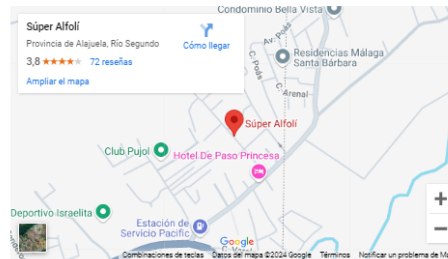 Condominio Bella Vista
Súper Alfolí
Provincia de Alajuela, Río Segundo
Cómo llegar
3,8
72 reseñas
Ampliar el mapa
Av. Poás
C. Poás
Residencias Málaga
Santa Bárbara
C. Arenal
Súper Alfolí
Club Pujol
Hotel De Paso Princesa
Deportivo Israelita
Estación de
Servicio Pacific
Google
Combinaciones de teclas
Datos del mapa ©2024 Google
Términos
Notificar un problema de